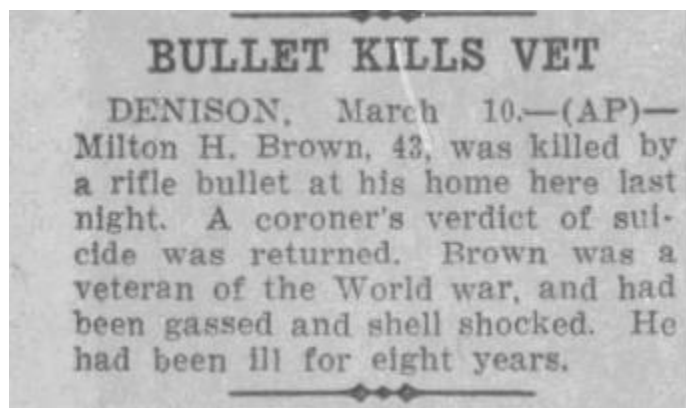 BULLET KILLS VET
DENISON, March 10.—(AP)—
Milton H. Brown, 43, was killed by
a rifle bullet at his home here last
night. A coroner's verdict of sui-
cide was returned. Brown was a
veteran of the World war, and had
been gassed and shell shocked. He
had been ill for eight years.